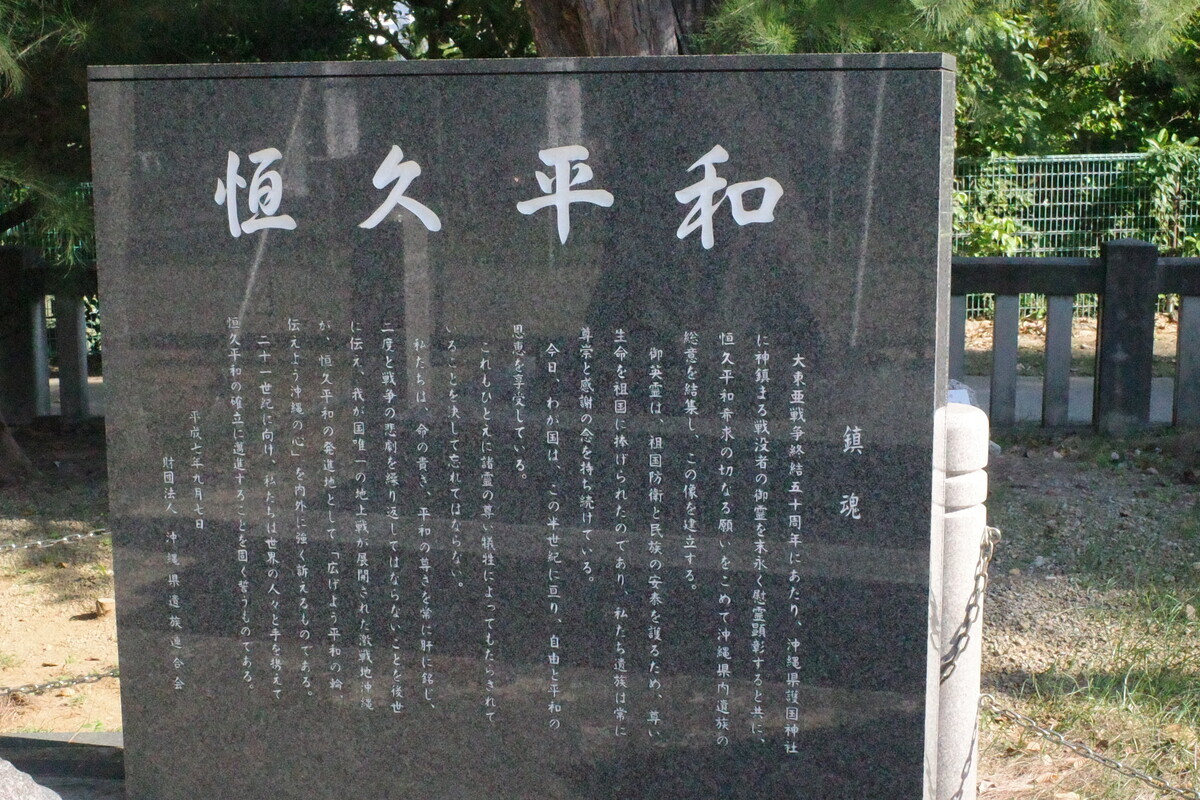 恒久平和
鎮魂
大東亜戦争終結五十周年にあたり、沖縄県護国神社
に神鎮まる戦没者の御霊を末永く慰霊顕彰すると共に、
恒久平和希求の切なる願いをこめて沖縄県内遺族の
総意を結集し、この像を建立する。
御英霊は、祖国防衛と民族の安泰を護るため、尊い
生命を祖国に捧げられたのであり、私たち遺族は常に
尊崇と感謝の念を持ち続けている。
今日、わが国は、この半世紀に亘り、自由と平和の
恩恵を享受している。
これもひとえに諸霊の尊い犠牲によってもたらされて
いることを決して忘れてはならない。
私たちは、命の貴さ、平和の尊さを常に肝に銘じ、
二度と戦争の悲劇を繰り返してはならないことを後世
に伝え、我が国唯一の地上戦が展開された激戦地沖縄
が、恒久平和の発進地として「広げよう平和の輪、
伝えよう沖縄の心」を内外に強く訴えるものである。
二十一世紀に向け、私たちは世界の人々と手を携えて
恒久平和の確立に邁進することを固く誓うものである。
平成七年九月七日
財団法人 沖縄県遺族連合会